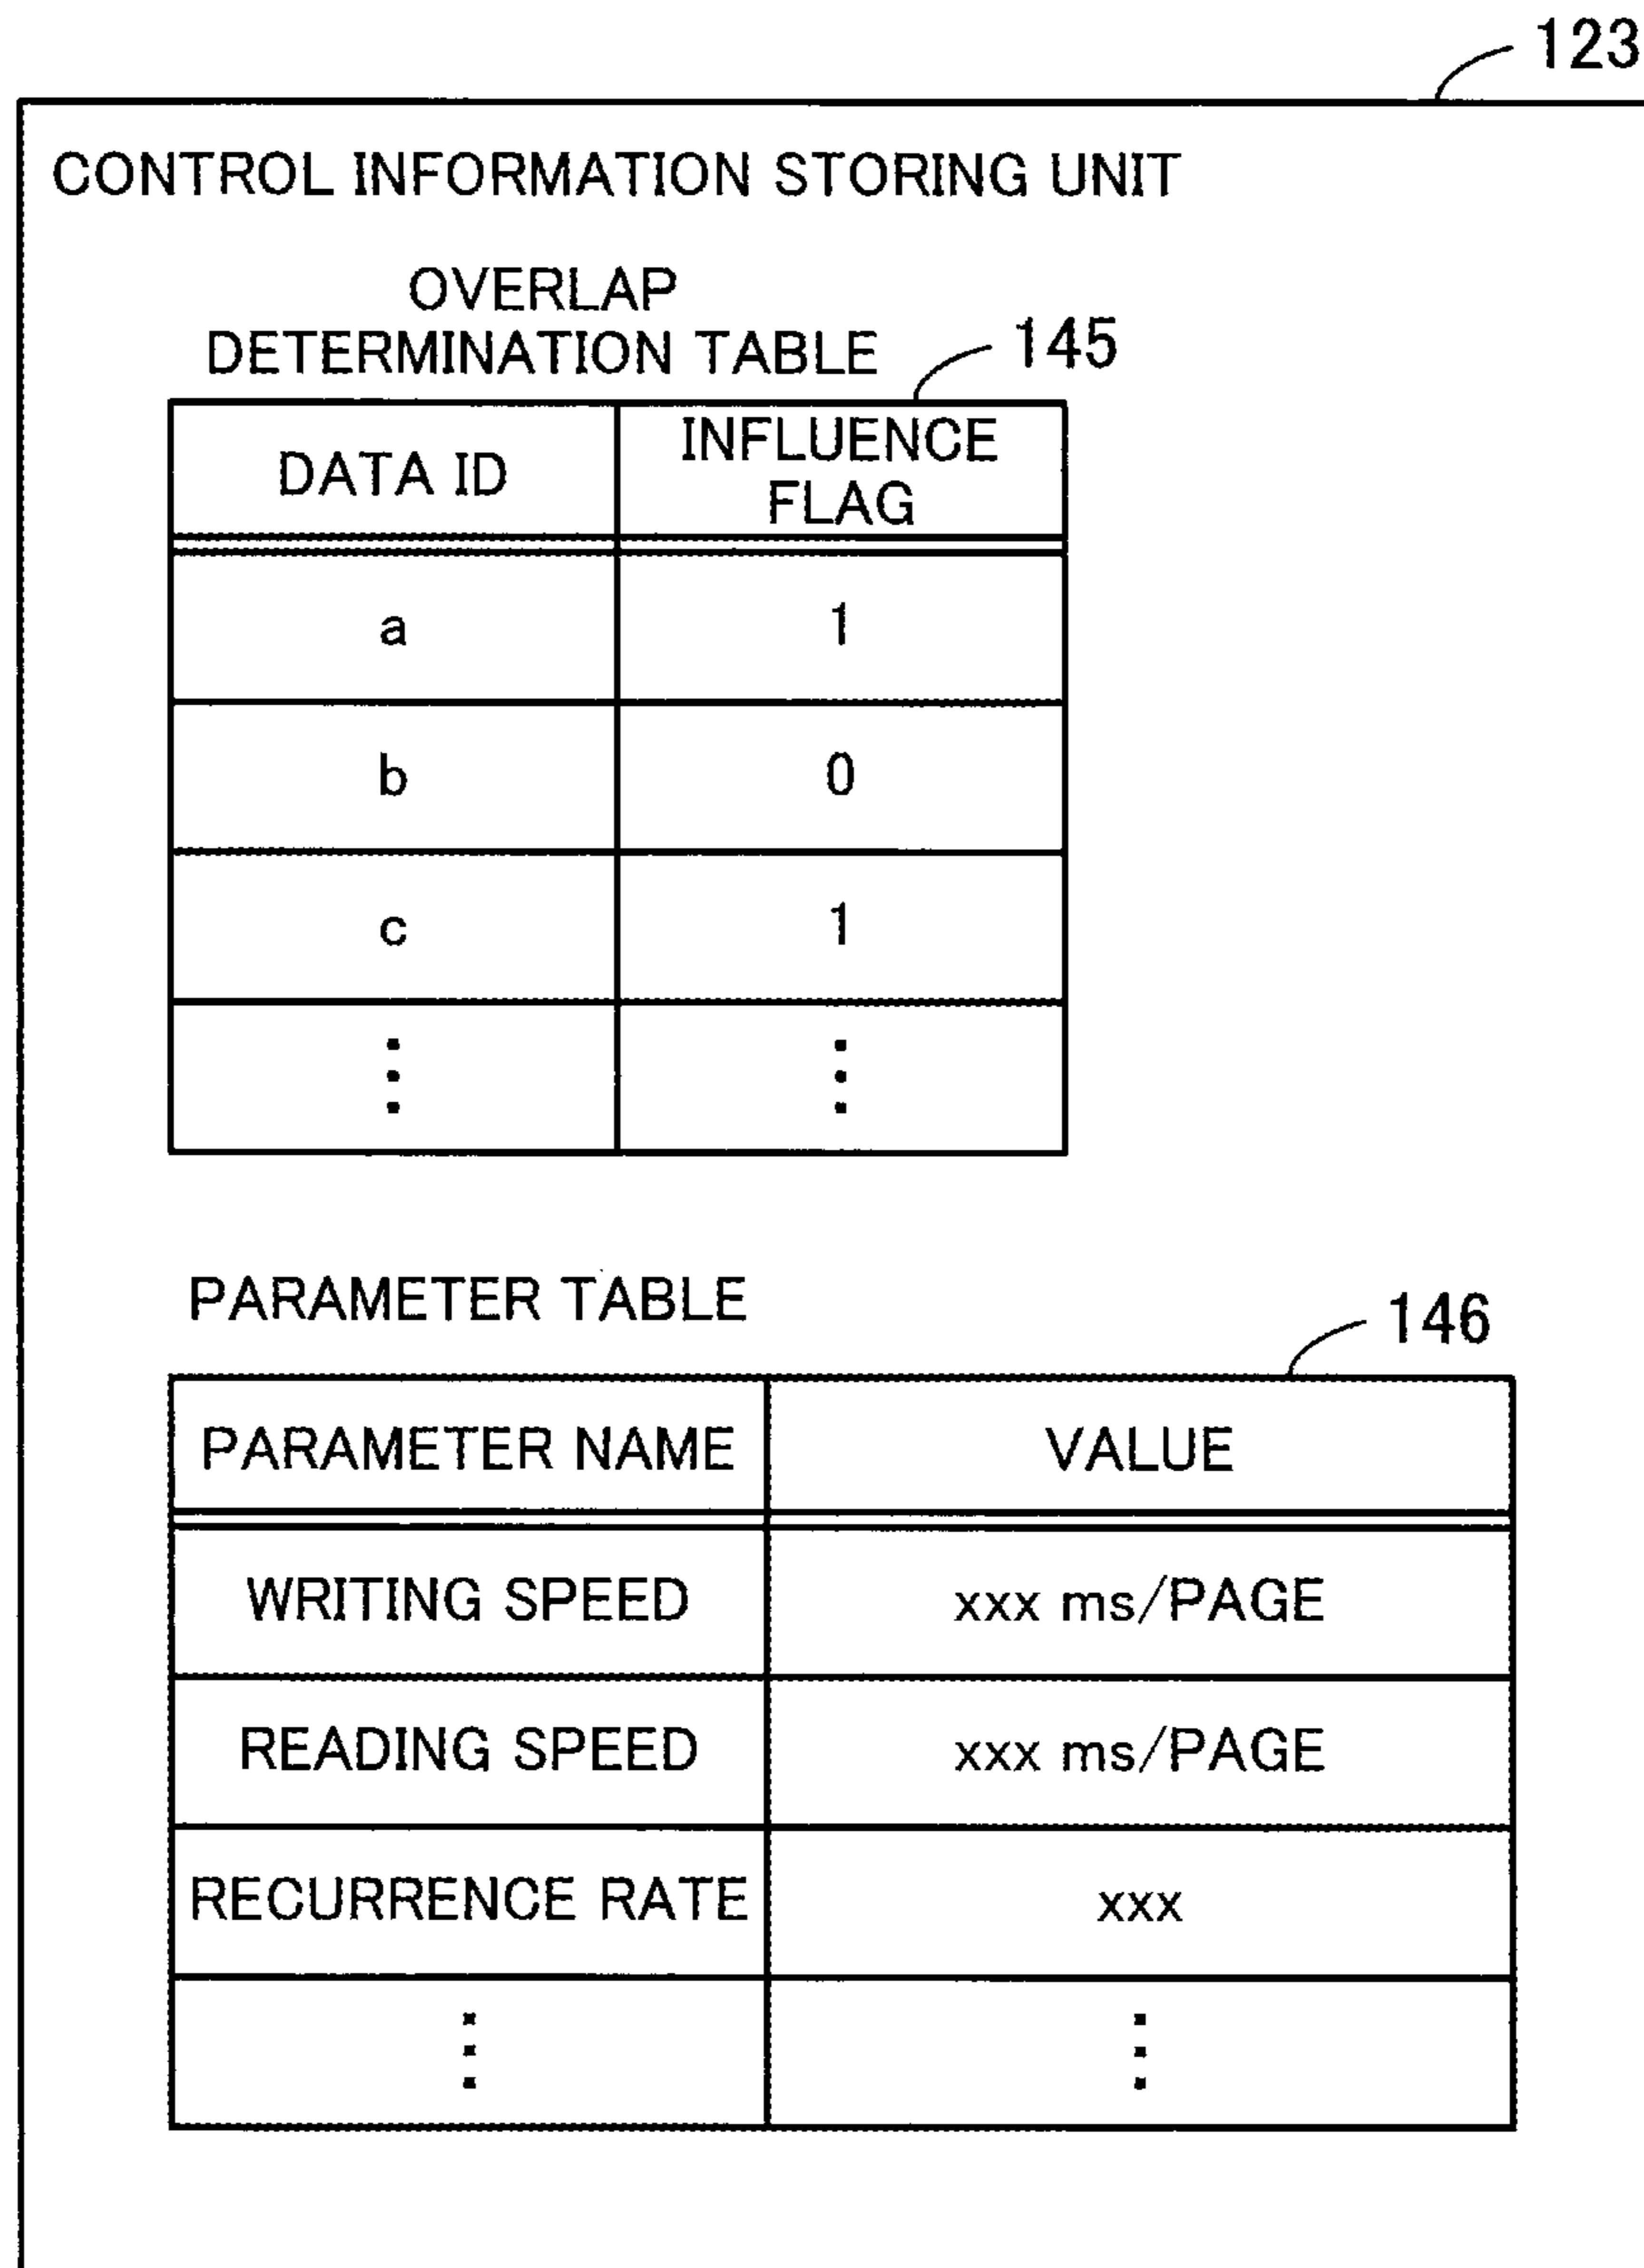 123
CONTROL INFORMATION STORING UNIT
OVERLAP
DETERMINATION TABLE
145
DATA ID
INFLUENCE
FLAG
a 1
b 0
c 1
PARAMETER TABLE
146
PARAMETER NAME VALUE
WRITING SPEED xxx ms/PAGE
READING SPEED xxx ms/PAGE
RECURRENCE RATE xxx